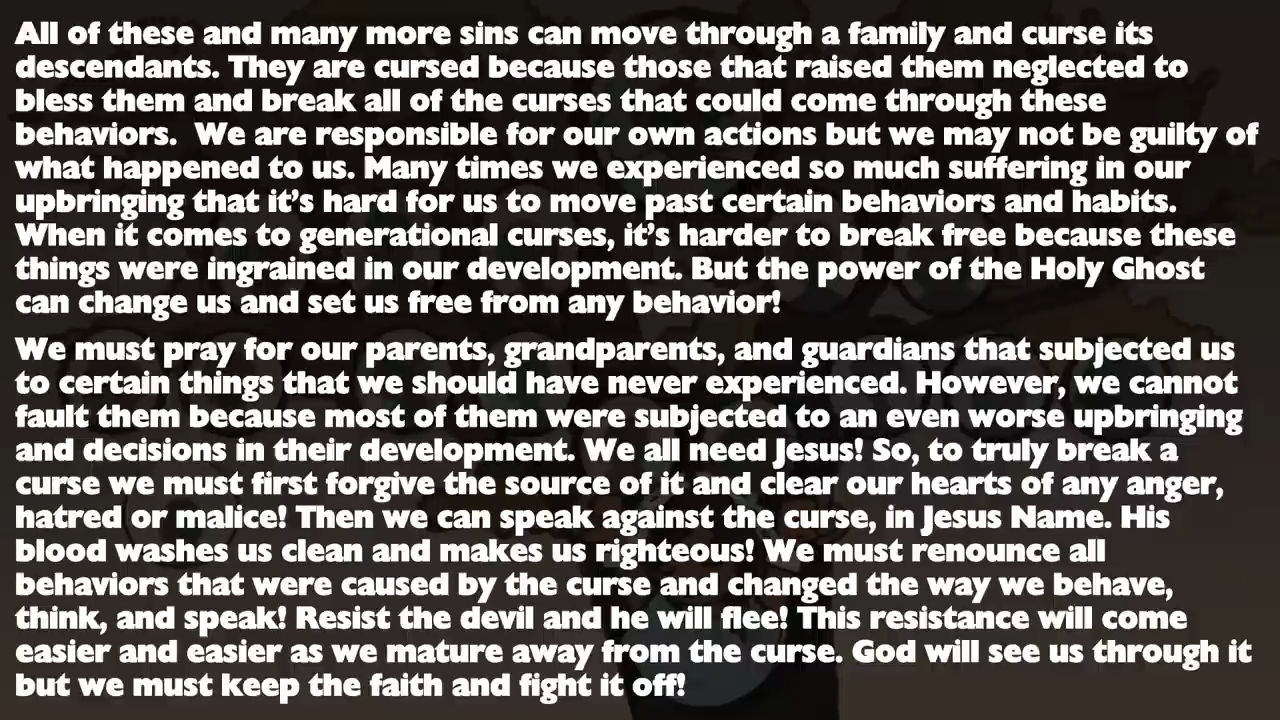 All of these and many more sins can move through a family and curse its
descendants. They are cursed because those that raised them neglected to
bless them and break all of the curses that could come through these
behaviors.  We are responsible for our own actions but we may not be guilty of
what happened to us. Many times we experienced so much suffering in our
upbringing that it’s hard for us to move past certain behaviors and habits.
When it comes to generational curses, it’s harder to break free because these
things were ingrained in our development. But the power of the Holy Ghost
can change us and set us free from any behavior!
We must pray for our parents, grandparents, and guardians that subjected us
to certain things that we should have never experienced. However, we cannot
fault them because most of them were subjected to an even worse upbringing
and decisions in their development. We all need Jesus! So, to truly break a
curse we must first forgive the source of it and clear our hearts of any anger,
hatred or malice! Then we can speak against the curse, in Jesus Name. His
blood washes us clean and makes us righteous! We must renounce all
behaviors that were caused by the curse and changed the way we behave,
think, and speak! Resist the devil and he will flee! This resistance will come
easier and easier as we mature away from the curse. God will see us through it
but we must keep the faith and fight it off!